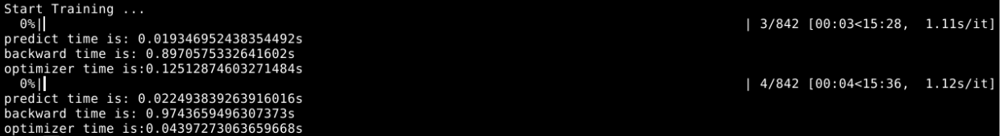 Start Training ...
0%| | 3/842 [00:03<15:28, 1.11s/it]
predict time is: 0.019346952438354492s
backward time is: 0.8970575332641602s
optimizer time is:0.12512874603271484s
0%| | 4/842 [00:04<15:36, 1.12s/it]
predict time is: 0.022493839263916016s
backward time is: 0.9743659496307373s
optimizer time is:0.04397273063659668s